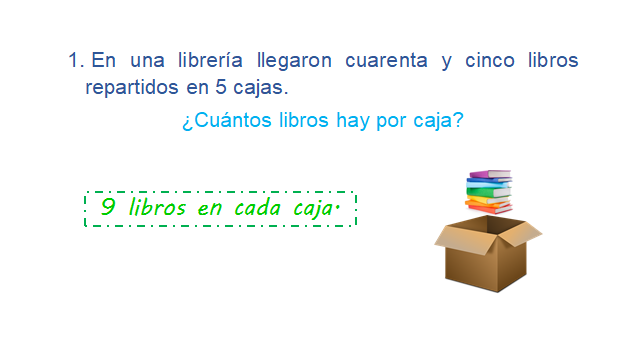 1. En una librería llegaron cuarenta y cinco libros
repartidos en 5 cajas.
¿Cuántos libros hay por caja?
9 libros en cada caja.